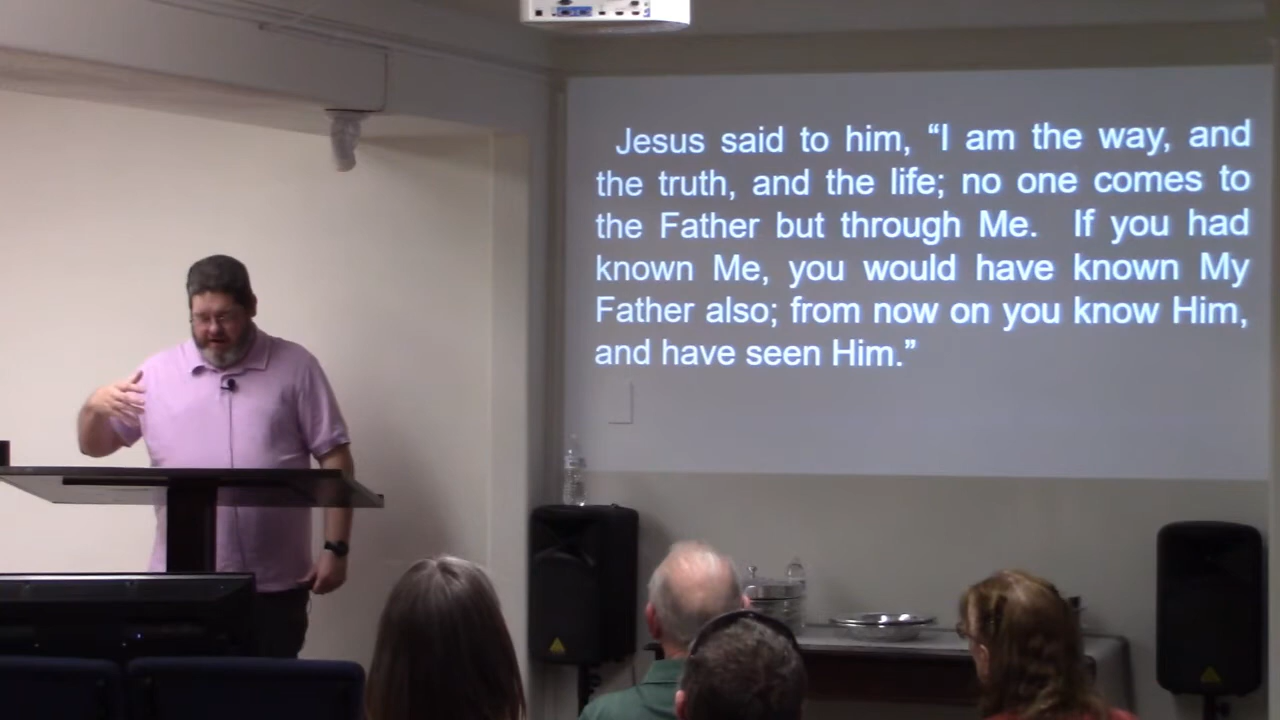 Jesus said to him, “I am the way, and
the truth, and the life; no one comes to
the Father but through Me. If you had
known Me, you would have known My
Father also; from now on you know Him,
and have seen Him.”